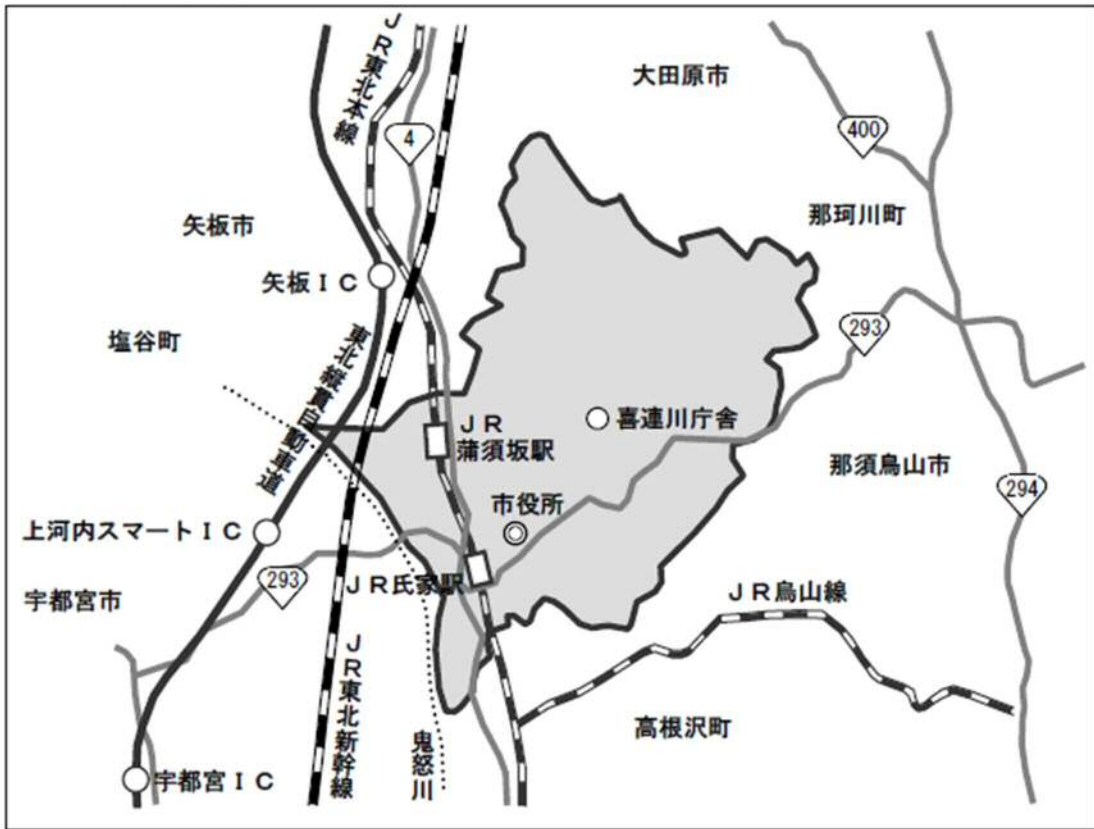 JR東北本線
4
大田原市
400
矢板市
那珂川町
矢板IC
293
塩谷町
東北縦貫自動車道
喜連川庁舎
JR
蒲須坂駅
那須烏山市
294
市役所
上河内スマートIC
293
JR氏家駅
宇都宮市
JR烏山線
JR東北新幹線
鬼怒川
高根沢町
宇都宮IC